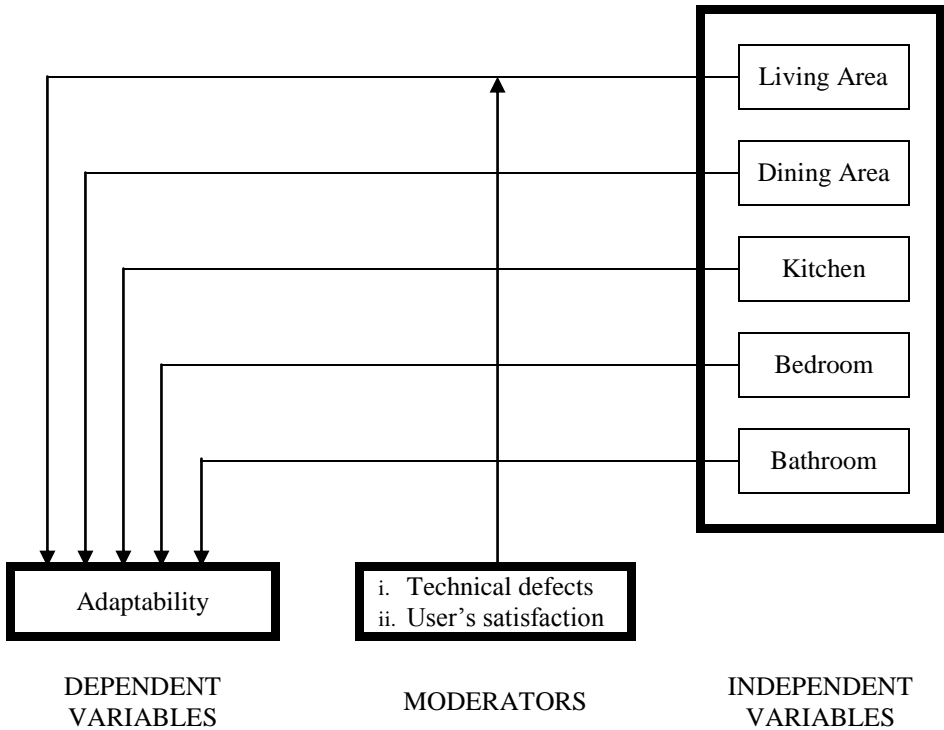 Living Area
Dining Area
Kitchen
Bedroom
Bathroom
Adaptability
i. Technical defects
ii. User’s satisfaction
DEPENDENT
VARIABLES
MODERATORS
INDEPENDENT
VARIABLES